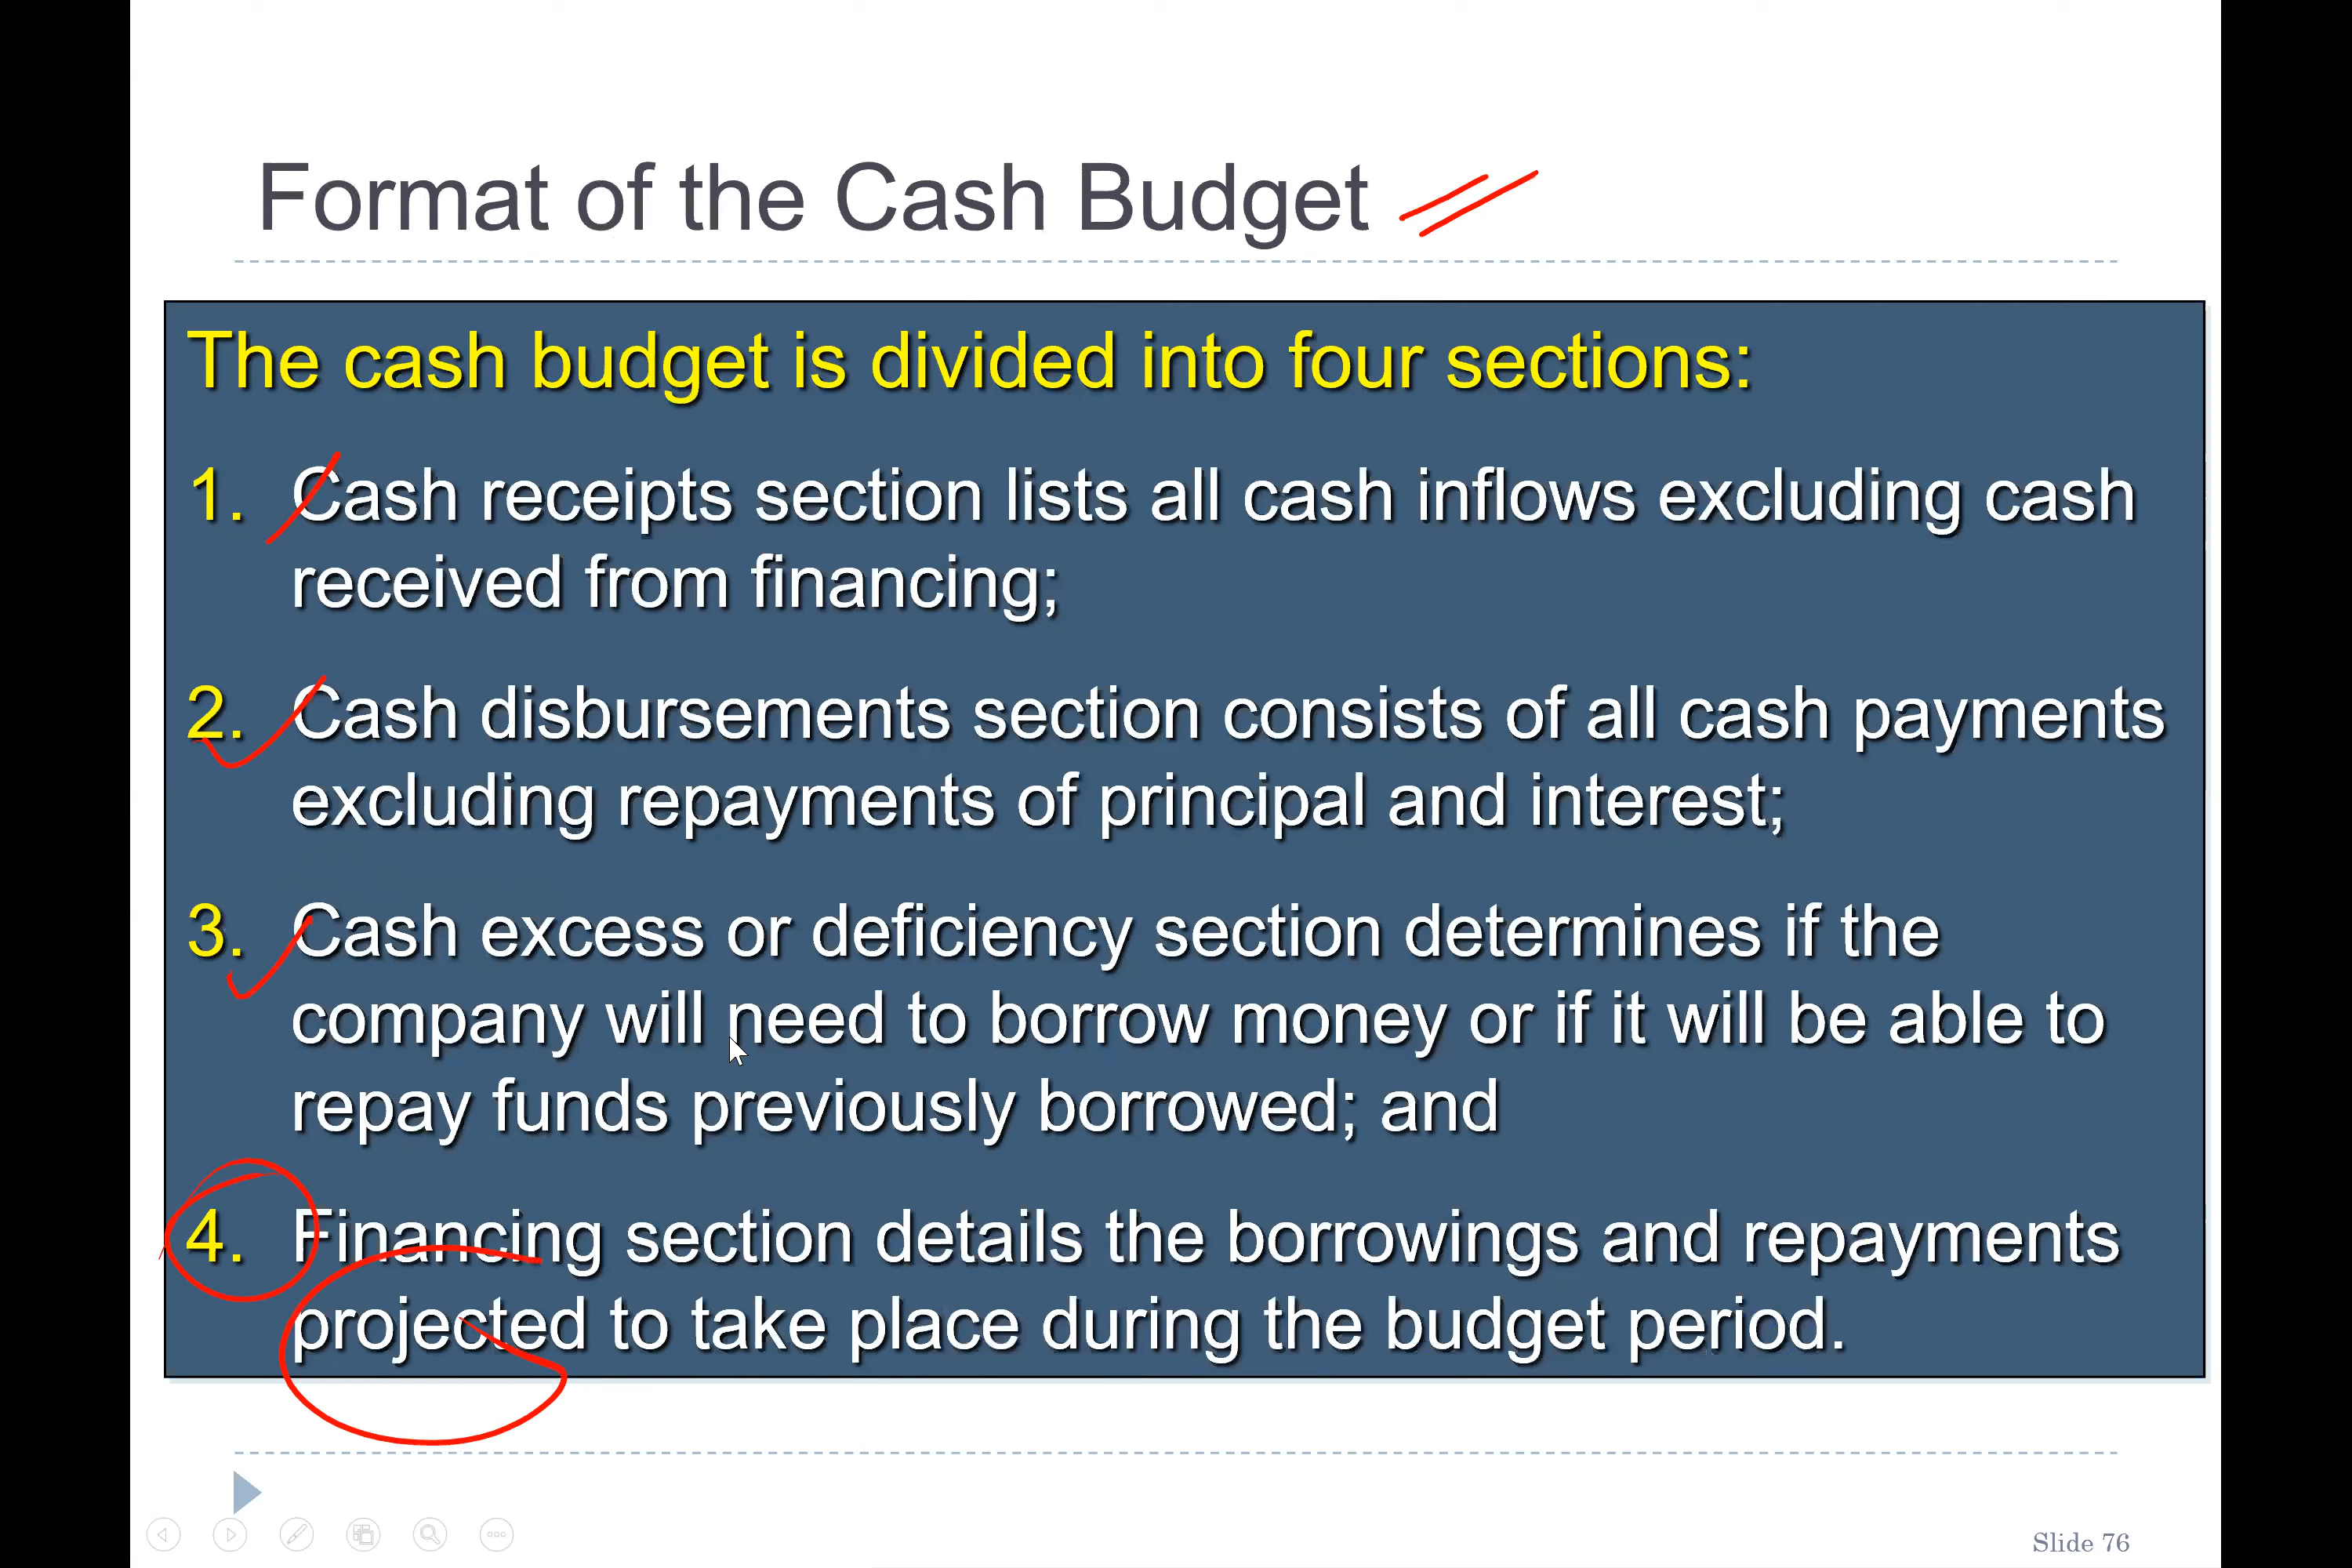 Format of the Cash Budget
The cash budget is divided into four sections:
1. Cash receipts section lists all cash inflows excluding cash
received from financing;
2. Cash disbursements section consists of all cash payments
excluding repayments of principal and interest;
3. Cash excess or deficiency section determines if the
company will need to borrow money or if it will be able to
repay funds previously borrowed; and
4. Financing section details the borrowings and repayments
projected to take place during the budget period.
Slide 76